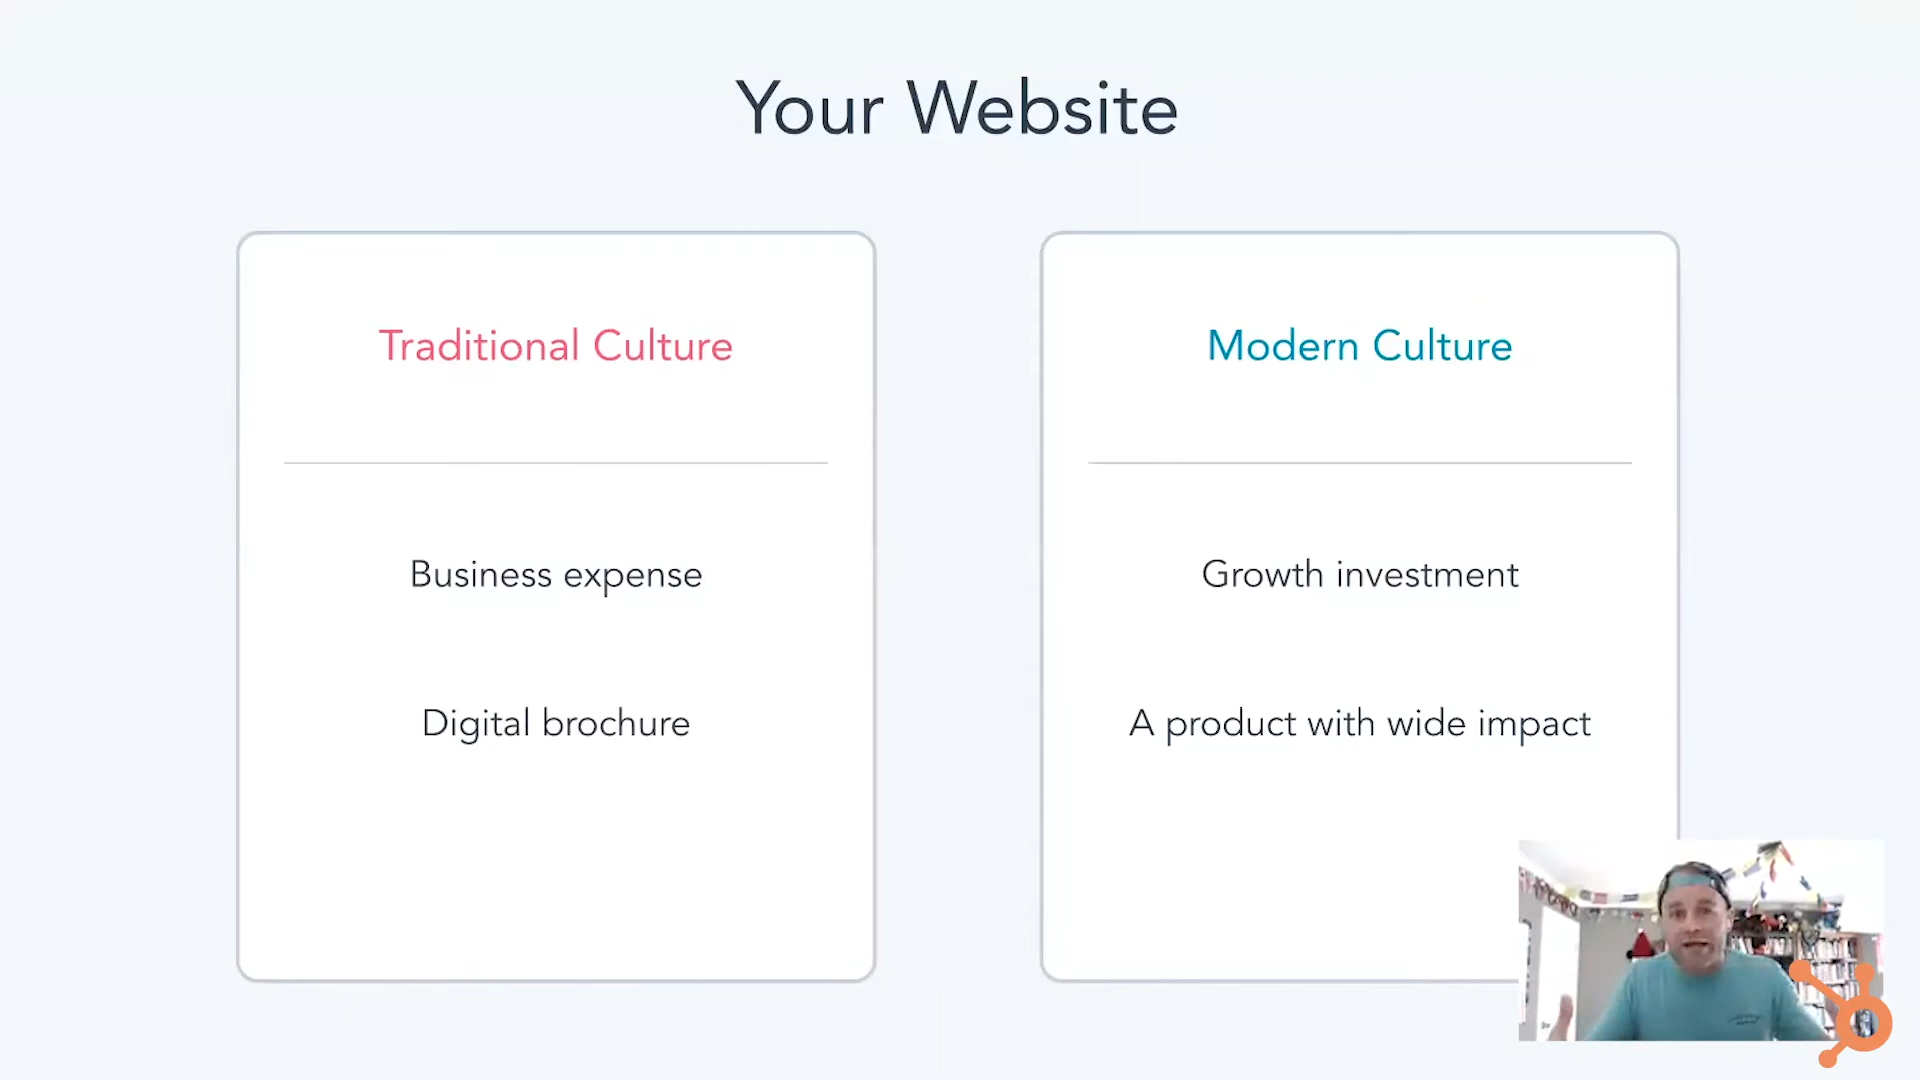 Your Website
Traditional Culture
Business expense
Digital brochure
Modern Culture
Growth investment
A product with wide impact